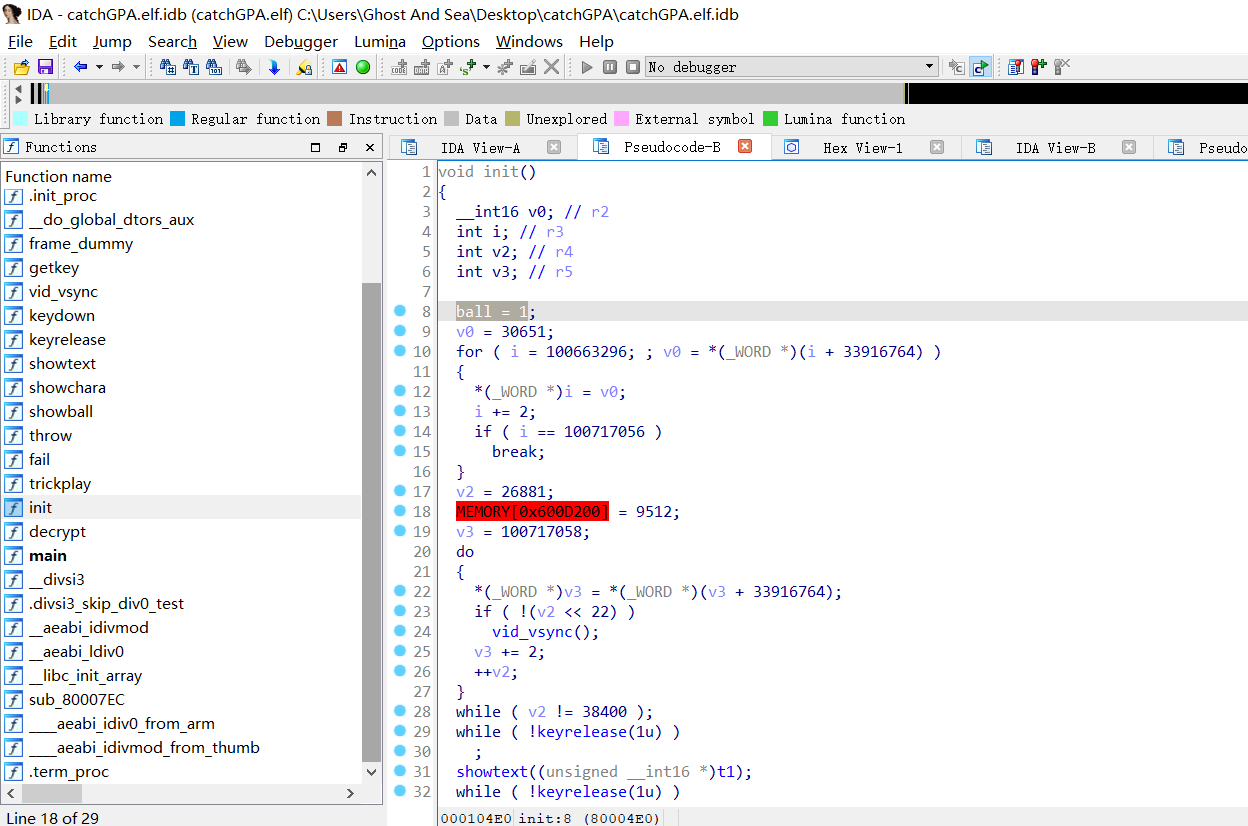 IDA - catchGPA.elf.idb (catchGPA.elf) C:\Users\Ghost And Sea\Desktop\catchGPA\catchGPA.elf.idb
File Edit Jump Search View Debugger Lumina Options Windows Help
No debugger
Library function Regular function Instruction Data Unexplored External symbol Lumina function
Functions
IDA View-A Pseudocode-B Hex View-1 IDA View-B Pseudo
Function name
.init_proc
__do_global_dtors_aux
frame_dummy
getkey
vid_vsync
keydown
keyrelease
showtext
showchara
showball
throw
fail
trickplay
init
decrypt
main
__divsi3
.divsi3_skip_div0_test
__aeabi_idivmod
__aeabi_ldiv0
__libc_init_array
sub_80007EC
____aeabi_idiv0_from_arm
____aeabi_idivmod_from_thumb
.term_proc
Line 18 of 29
1 void init()
2 {
3 __int16 v0; // r2
4 int i; // r3
5 int v2; // r4
6 int v3; // r5
7
8 ball = 1;
9 v0 = 30651;
10 for ( i = 100663296; ; v0 = *(_WORD *)(i + 33916764) )
11 {
12 *(_WORD *)i = v0;
13 i += 2;
14 if ( i == 100717056 )
15 break;
16 }
17 v2 = 26881;
18 MEMORY[0x600D200] = 9512;
19 v3 = 100717058;
20 do
21 {
22 *(_WORD *)v3 = *(_WORD *)(v3 + 33916764);
23 if ( !(v2 << 22) )
24 vid_vsync();
25 v3 += 2;
26 ++v2;
27 }
28 while ( v2 != 38400 );
29 while ( !keyrelease(1u) )
30 ;
31 showtext((unsigned __int16 *)t1);
32 while ( !keyrelease(1u) )
000104E0 init:8 (80004E0)